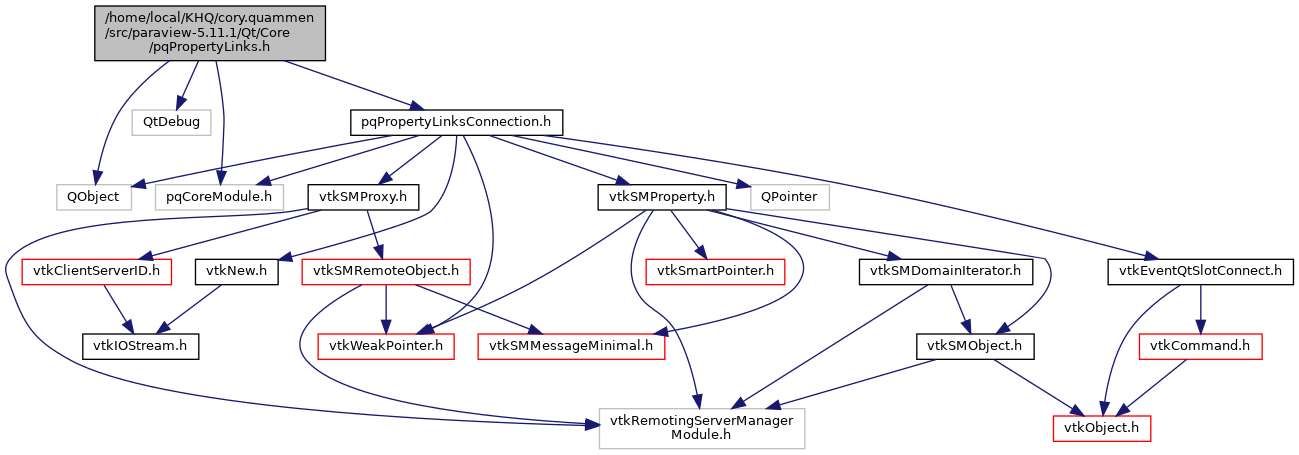 /home/local/KHQ/cory.quammen
/src/paraview-5.11.1/Qt/Core
/pqPropertyLinks.h
QtDebug
pqPropertyLinksConnection.h
QObject
pqCoreModule.h
vtkSMProxy.h
vtkSMProperty.h
QPointer
vtkClientServerID.h
vtkNew.h
vtkSMRemoteObject.h
vtkSmartPointer.h
vtkSMDomainIterator.h
vtkEventQtSlotConnect.h
vtkIOStream.h
vtkWeakPointer.h
vtkSMMessageMinimal.h
vtkSMObject.h
vtkCommand.h
vtkRemotingServerManager
Module.h
vtkObject.h